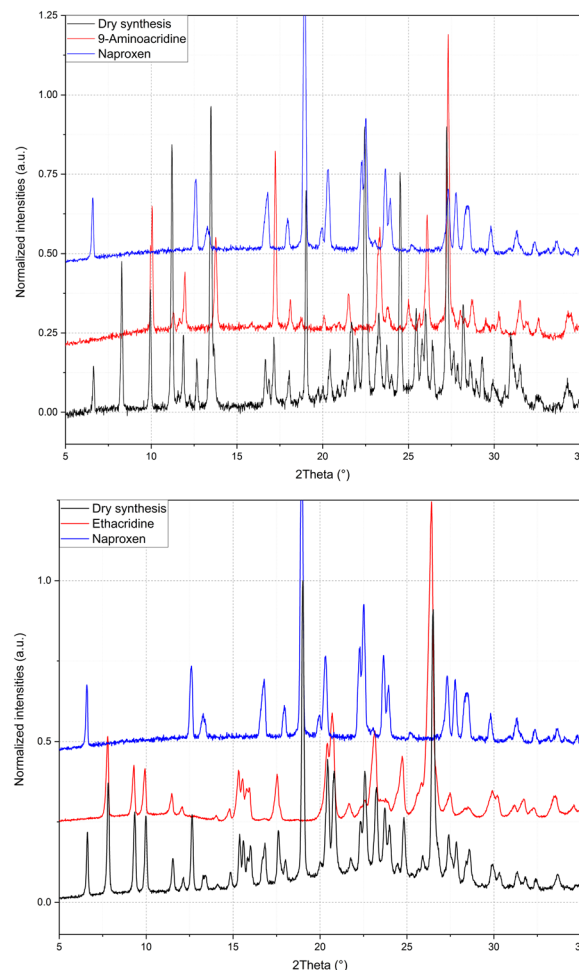 Normalized intensities (a.u.)
1.25
1.00
0.75
0.50
0.25
0.00
Dry synthesis
9-Aminoacridine
Naproxen
5 10 15 20 25 30 35
2Theta (°)
Normalized intensities (a.u.)
1.0
0.5
0.0
Dry synthesis
Ethacridine
Naproxen
5 10 15 20 25 30 35
2Theta (°)